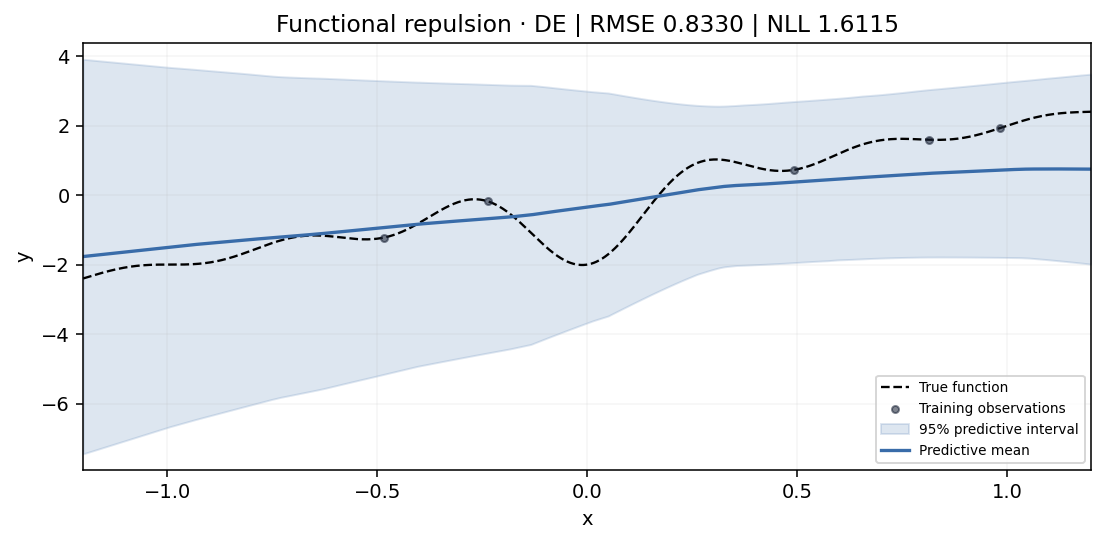 Functional repulsion · DE | RMSE 0.8330 | NLL 1.6115
4
2
0
−2
−4
−6
y
−1.0
−0.5
0.0
0.5
1.0
x
True function
Training observations
95% predictive interval
Predictive mean